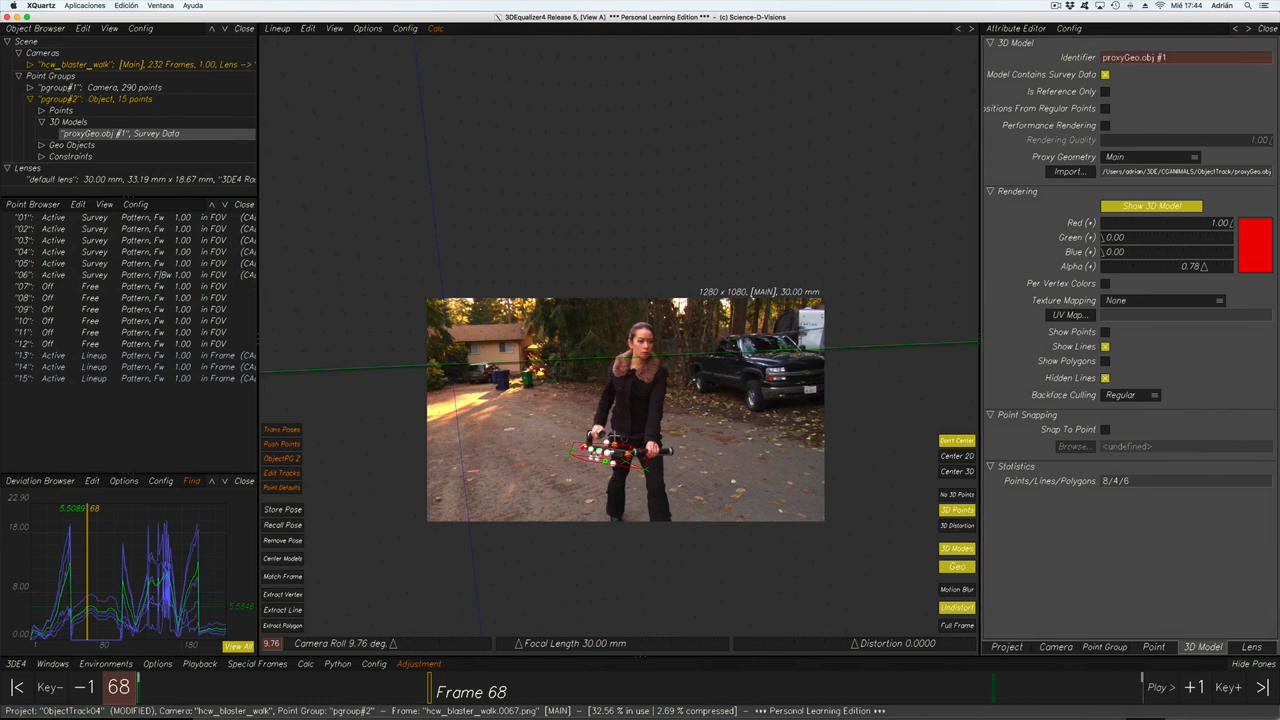 XQuartz Aplicaciones Edición Ventana Ayuda Mié 17:44 Adrián
3DEqualizer4 Release 5, [View A] *** Personal Learning Edition *** (c) Science-D-Visions
Object Browser Edit View Config Close
Scene
Cameras
"hcw_blaster_walk": [Main], 232 Frames, 1.00, Lens ->
Point Groups
"pgroup#1": Camera, 290 points
"pgroup#2": Object, 15 points
Points
3D Models
"proxyGeo.obj #1", Survey Data
Geo Objects
Constraints
Lenses
"default lens": 30.00 mm, 33.19 mm x 18.67 mm, "3DE4 Ra
Point Browser Edit View Config Close
"01": Active Survey Pattern, Fw 1.00 in FOV (CA
"02": Active Survey Pattern, Fw 1.00 in FOV (CA
"03": Active Survey Pattern, Fw 1.00 in FOV (CA
"04": Active Survey Pattern, Fw 1.00 in FOV (CA
"05": Active Survey Pattern, Fw 1.00 in FOV (CA
"06": Active Survey Pattern, F|Bw 1.00 in FOV (CA
"07": Off Free Pattern, Fw 1.00 in FOV
"08": Off Free Pattern, Fw 1.00 in FOV
"09": Off Free Pattern, Fw 1.00 in FOV
"10": Off Free Pattern, Fw 1.00 in FOV
"11": Off Free Pattern, Fw 1.00 in FOV
"12": Off Free Pattern, Fw 1.00 in FOV
"13": Active Lineup Pattern, Fw 1.00 in Frame (CA
"14": Active Lineup Pattern, Fw 1.00 in Frame (CA
"15": Active Lineup Pattern, Fw 1.00 in Frame (CA
Deviation Browser Edit Options Config Find Close
22.90
5.5089 68
18.00
8.00
5.5846
0.00
0 80 180
View All
Lineup Edit View Options Config Calc
1280 x 1080, [MAIN], 30.00 mm
Trans Poses
Push Points
ObjectPG Z
Edit Tracks
Point Defaults
Store Pose
Recall Pose
Remove Pose
Center Models
Match Frame
Extract Vertex
Extract Line
Extract Polygon
Don't Center
Center 2D
Center 3D
No 3D Points
3D Points
3D Distortion
3D Models
Geo
Motion Blur
Undistort
Full Frame
9.76 Camera Roll 9.76 deg. Focal Length 30.00 mm Distortion 0.0000
Attribute Editor Config Close
3D Model
Identifier proxyGeo.obj #1
Model Contains Survey Data
Is Reference Only
ositions From Regular Points
Performance Rendering
Rendering Quality 1.00
Proxy Geometry Main
Import... /Users/adrian/3DE/CGANIMALS/ObjectTrack/proxyGeo.obj
Rendering
Show 3D Model
Red (+) 1.00
Green (+) 0.00
Blue (+) 0.00
Alpha (+) 0.78
Per Vertex Colors
Texture Mapping None
UV Map...
Show Points
Show Lines
Show Polygons
Hidden Lines
Backface Culling Regular
Point Snapping
Snap To Point
Browse... <undefined>
Statistics
Points/Lines/Polygons 8/4/6
Project Camera Point Group Point 3D Model Lens
3DE4 Windows Environments Options Playback Special Frames Calc Python Config Adjustment Hide Panes
Key- -1 68 Frame 68 Play > +1 Key+
Project: "ObjectTrack04" (MODIFIED), Camera: "hcw_blaster_walk", Point Group: "pgroup#2" - Frame: "hcw_blaster_walk.0067.png" [MAIN] - [32.56 % in use | 2.69 % compressed] - *** Personal Learning Edition ***